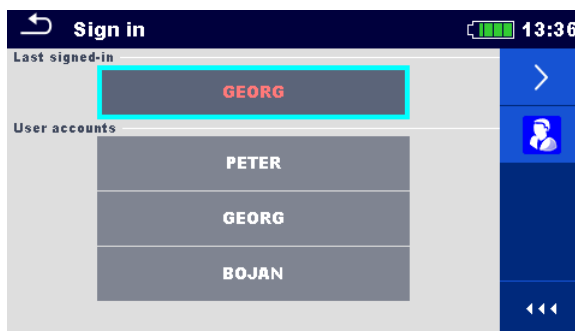 Sign in 13:36
Last signed-in
GEORG
User accounts
PETER
GEORG
BOJAN